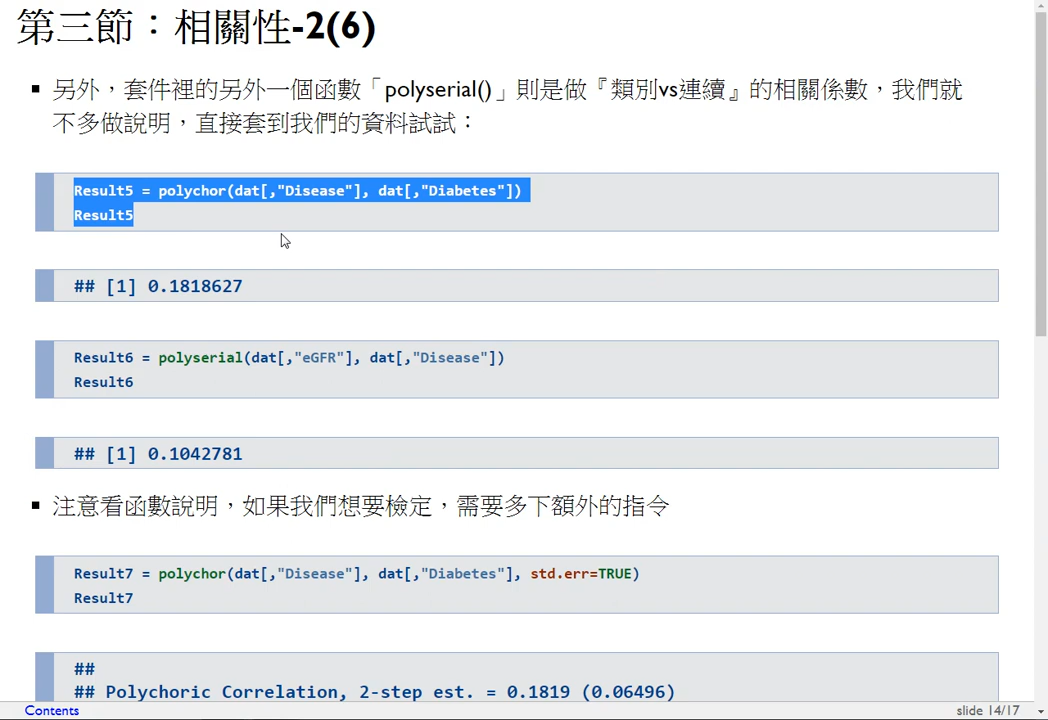 第三節：相關性-2(6)
▪ 另外，套件裡的另外一個函數「polyserial()」則是做『類別vs連續』的相關係數，我們就
不多做說明，直接套到我們的資料試試：
Result5 = polychor(dat[,"Disease"], dat[,"Diabetes"])
Result5
## [1] 0.1818627
Result6 = polyserial(dat[,"eGFR"], dat[,"Disease"])
Result6
## [1] 0.1042781
▪ 注意看函數說明，如果我們想要檢定，需要多下額外的指令
Result7 = polychor(dat[,"Disease"], dat[,"Diabetes"], std.err=TRUE)
Result7
##
## Polychoric Correlation, 2-step est. = 0.1819 (0.06496)
Contents
slide 14/17